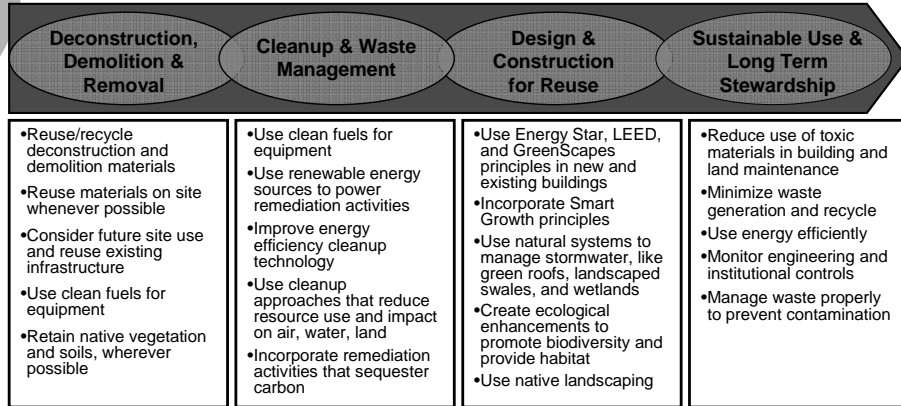 Deconstruction,
Demolition &
Removal
Cleanup & Waste
Management
Design &
Construction
for Reuse
Sustainable Use &
Long Term
Stewardship
•Reuse/recycle
deconstruction and
demolition materials
•Reuse materials on site
whenever possible
•Consider future site use
and reuse existing
infrastructure
•Use clean fuels for
equipment
•Retain native vegetation
and soils, wherever
possible
•Use clean fuels for
equipment
•Use renewable energy
sources to power
remediation activities
•Improve energy
efficiency cleanup
technology
•Use cleanup
approaches that reduce
resource use and impact
on air, water, land
•Incorporate remediation
activities that sequester
carbon
•Use Energy Star, LEED,
and GreenScapes
principles in new and
existing buildings
•Incorporate Smart
Growth principles
•Use natural systems to
manage stormwater, like
green roofs, landscaped
swales, and wetlands
•Create ecological
enhancements to
promote biodiversity and
provide habitat
•Use native landscaping
•Reduce use of toxic
materials in building and
land maintenance
•Minimize waste
generation and recycle
•Use energy efficiently
•Monitor engineering and
institutional controls
•Manage waste properly
to prevent contamination